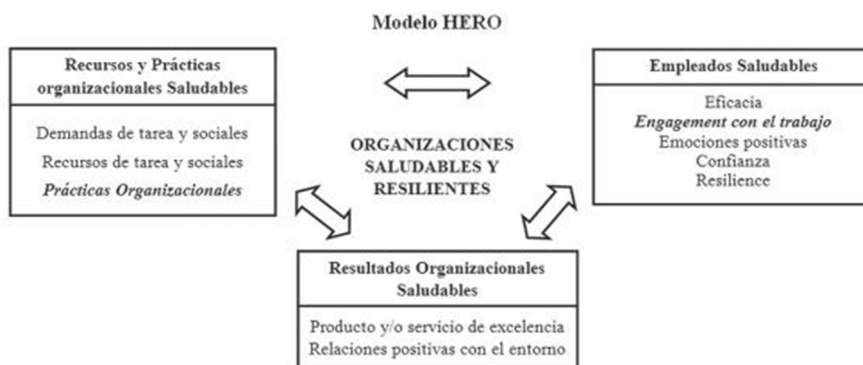 Modelo HERO
Recursos y Prácticas
organizacionales Saludables
Demandas de tarea y sociales
Recursos de tarea y sociales
Prácticas Organizacionales
ORGANIZACIONES
SALUDABLES Y
RESILIENTES
Empleados Saludables
Eficacia
Engagement con el trabajo
Emociones positivas
Confianza
Resilience
Resultados Organizacionales
Saludables
Producto y/o servicio de excelencia
Relaciones positivas con el entorno